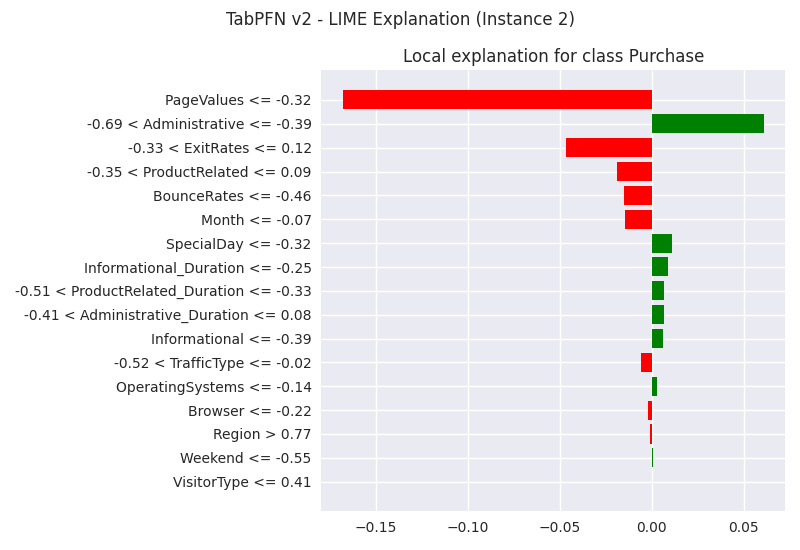 TabPFN v2 - LIME Explanation (Instance 2)
Local explanation for class Purchase
PageValues <= -0.32
-0.69 < Administrative <= -0.39
-0.33 < ExitRates <= 0.12
-0.35 < ProductRelated <= 0.09
BounceRates <= -0.46
Month <= -0.07
SpecialDay <= -0.32
Informational_Duration <= -0.25
-0.51 < ProductRelated_Duration <= -0.33
-0.41 < Administrative_Duration <= 0.08
Informational <= -0.39
-0.52 < TrafficType <= -0.02
OperatingSystems <= -0.14
Browser <= -0.22
Region > 0.77
Weekend <= -0.55
VisitorType <= 0.41
−0.15 −0.10 −0.05 0.00 0.05